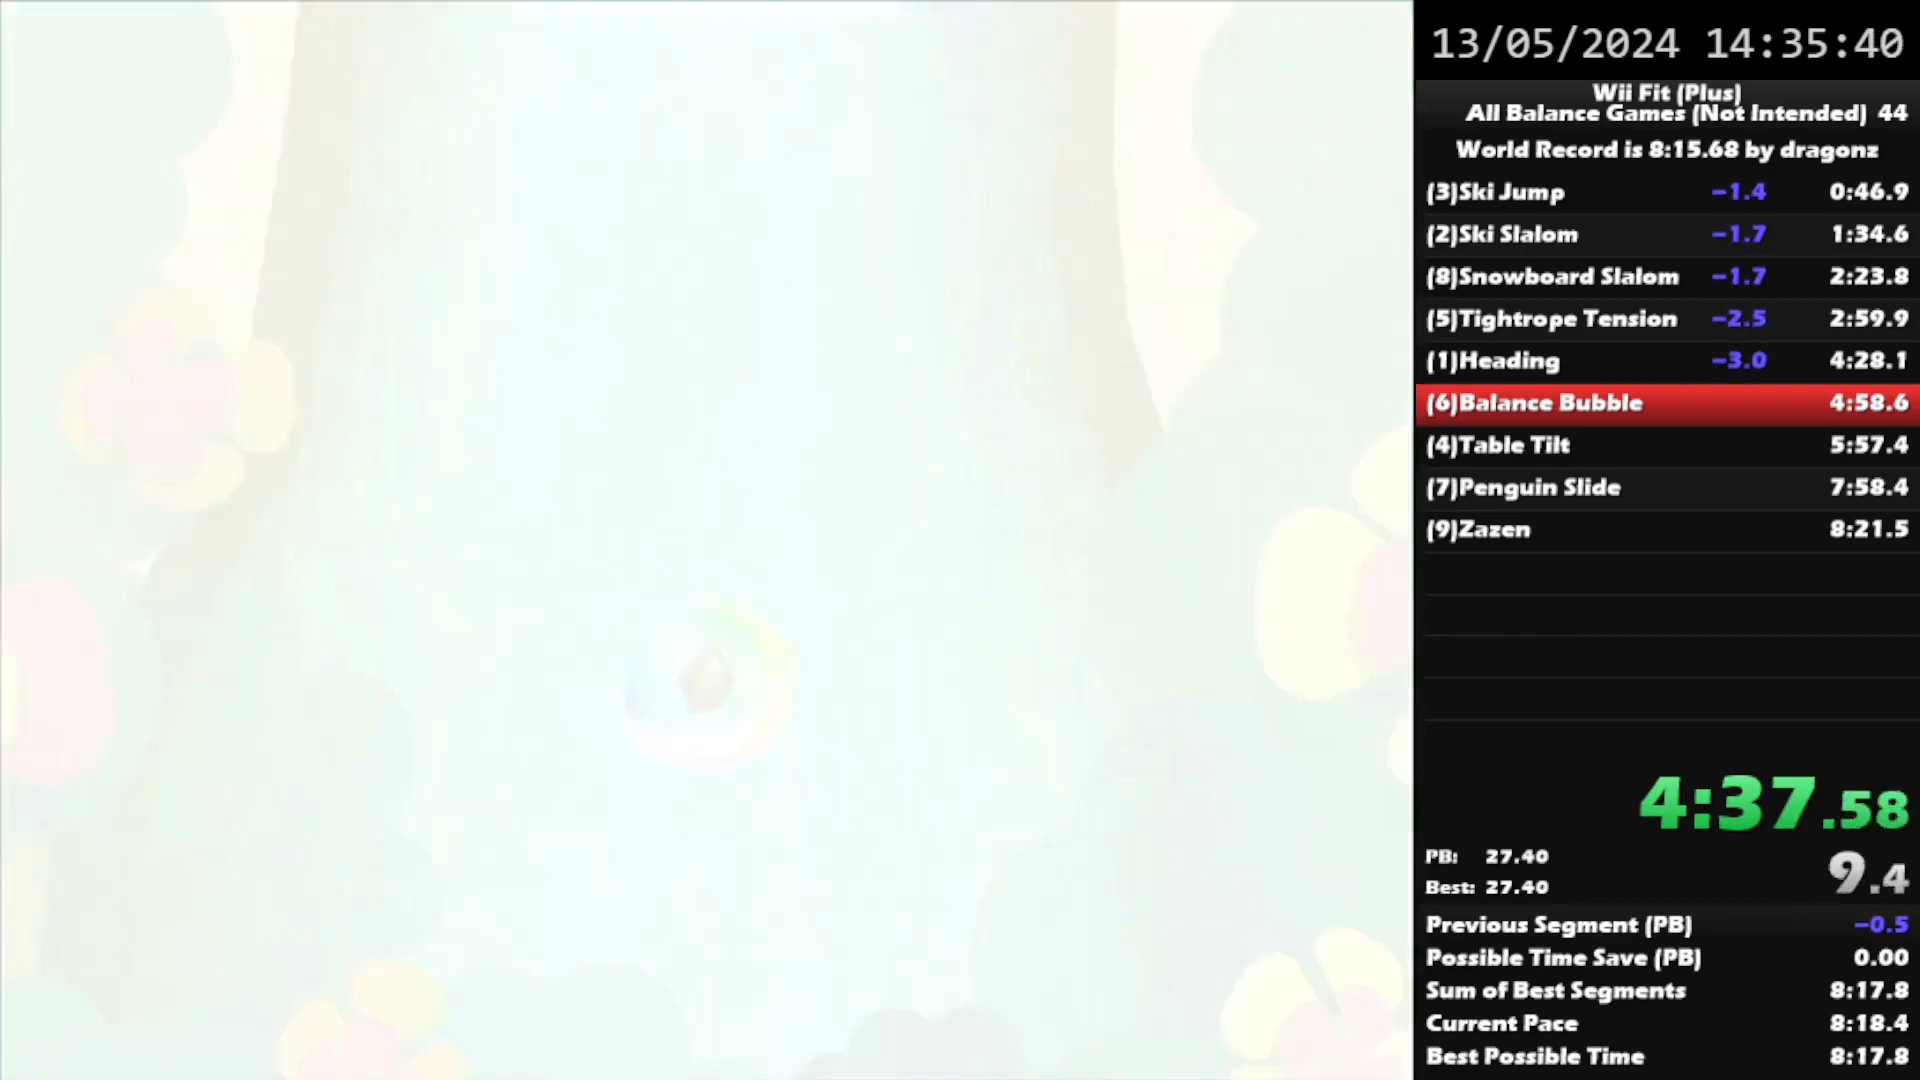 13/05/2024 14:35:40
Wii Fit (Plus)
All Balance Games (Not Intended) 44
World Record is 8:15.68 by dragonz
(3)Ski Jump −1.4 0:46.9
(2)Ski Slalom −1.7 1:34.6
(8)Snowboard Slalom −1.7 2:23.8
(5)Tightrope Tension −2.5 2:59.9
(1)Heading −3.0 4:28.1
(6)Balance Bubble 4:58.6
(4)Table Tilt 5:57.4
(7)Penguin Slide 7:58.4
(9)Zazen 8:21.5
4:37.58
PB: 27.40
9.4
Best: 27.40
Previous Segment (PB) −0.5
Possible Time Save (PB) 0.00
Sum of Best Segments 8:17.8
Current Pace 8:18.4
Best Possible Time 8:17.8